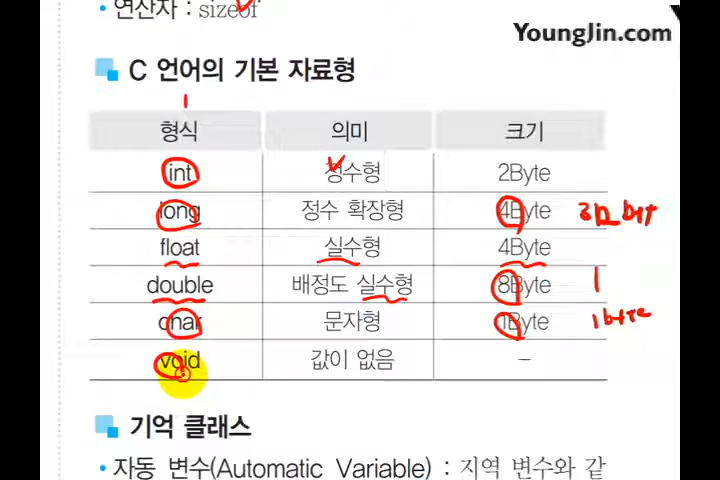 • 연산자 : sizeof
YoungJin.com
C 언어의 기본 자료형
형식 의미 크기
int 정수형 2Byte
long 정수 확장형 4Byte 32 bit
float 실수형 4Byte
double 배정도 실수형 8Byte
char 문자형 1Byte 1byte
void 값이 없음 –
기억 클래스
• 자동 변수(Automatic Variable) : 지역 변수와 같